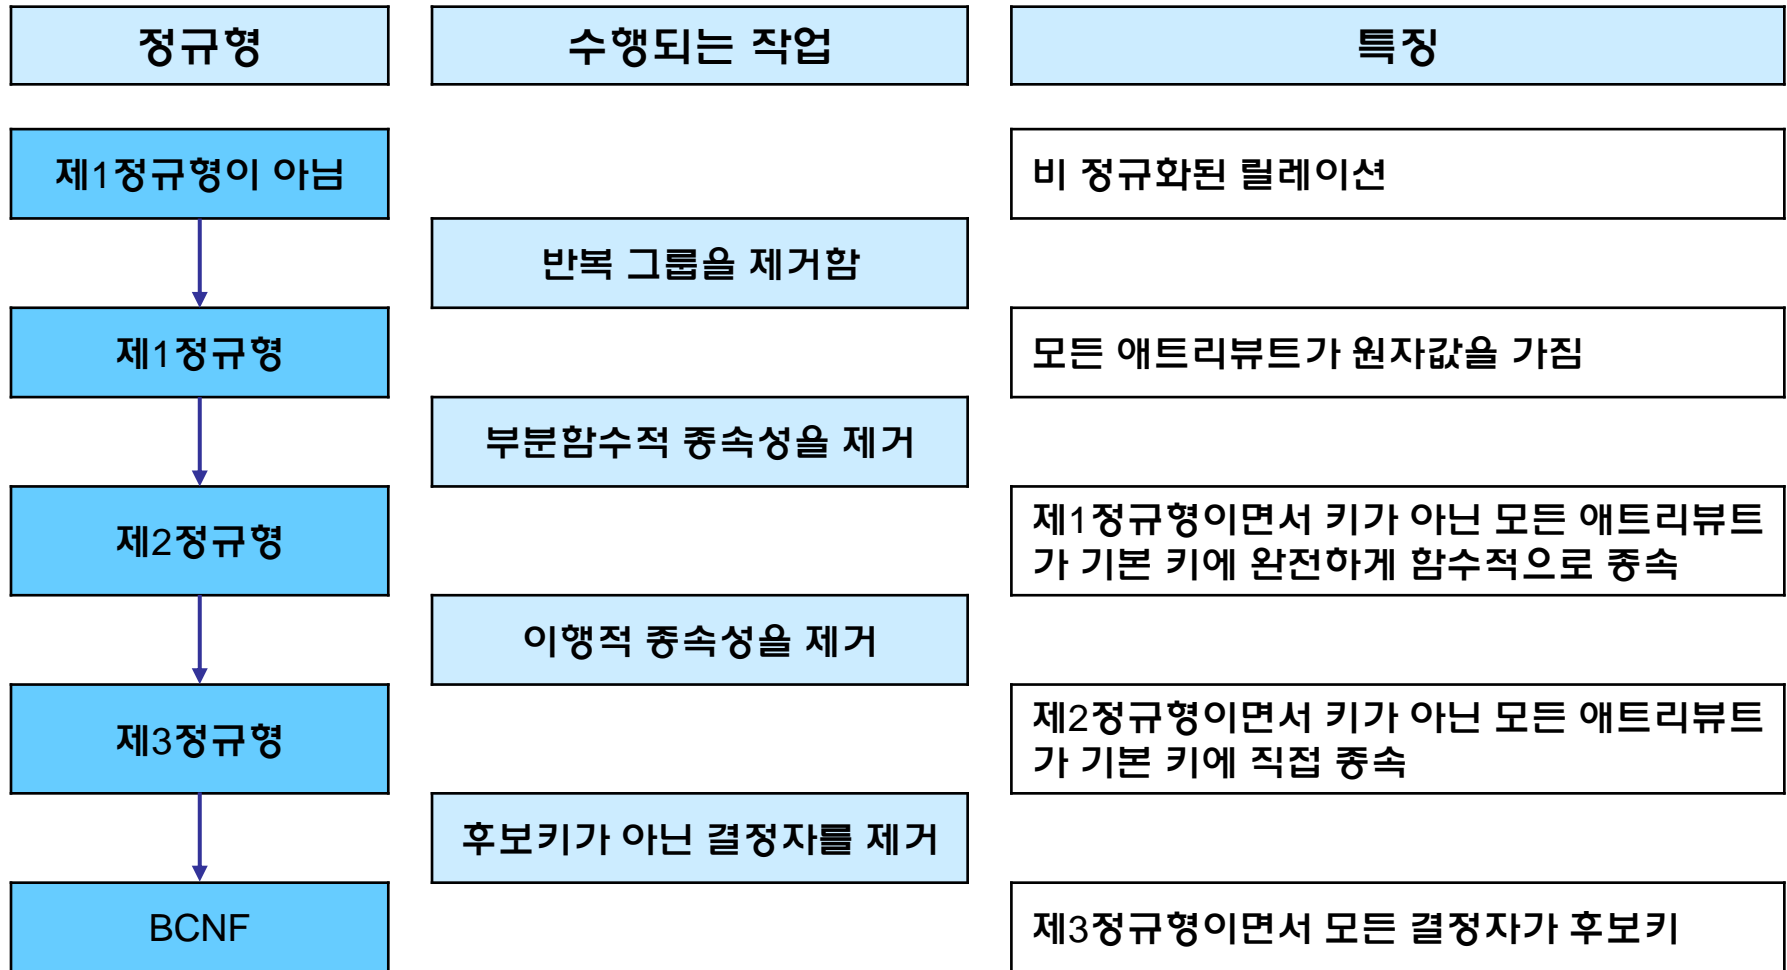 정규형
수행되는 작업
특징
제1정규형이 아님
비 정규화된 릴레이션
반복 그룹을 제거함
제1정규형
모든 애트리뷰트가 원자값을 가짐
부분함수적 종속성을 제거
제2정규형
제1정규형이면서 키가 아닌 모든 애트리뷰트
가 기본 키에 완전하게 함수적으로 종속
이행적 종속성을 제거
제3정규형
제2정규형이면서 키가 아닌 모든 애트리뷰트
가 기본 키에 직접 종속
후보키가 아닌 결정자를 제거
BCNF
제3정규형이면서 모든 결정자가 후보키